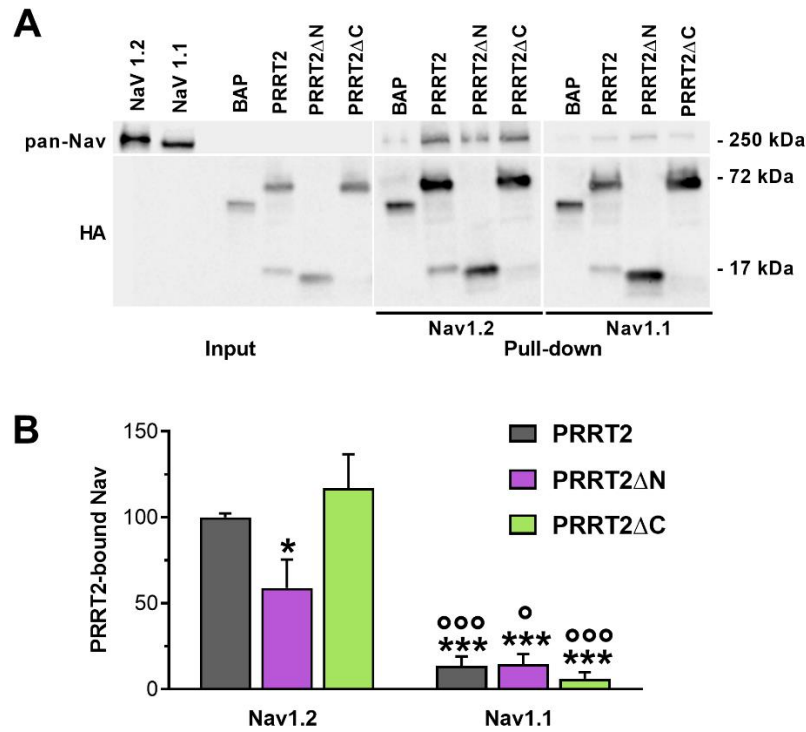 A
NaV 1.2
NaV 1.1
BAP
PRRT2
PRRT2ΔN
PRRT2ΔC
BAP
PRRT2
PRRT2ΔN
PRRT2ΔC
BAP
PRRT2
PRRT2ΔN
PRRT2ΔC
pan-Nav
- 250 kDa
- 72 kDa
HA
- 17 kDa
Nav1.2
Nav1.1
Input
Pull-down
B
PRRT2-bound Nav
150
100
50
0
PRRT2
PRRT2ΔN
PRRT2ΔC
*
°°° ° °°°
*** *** ***
Nav1.2
Nav1.1